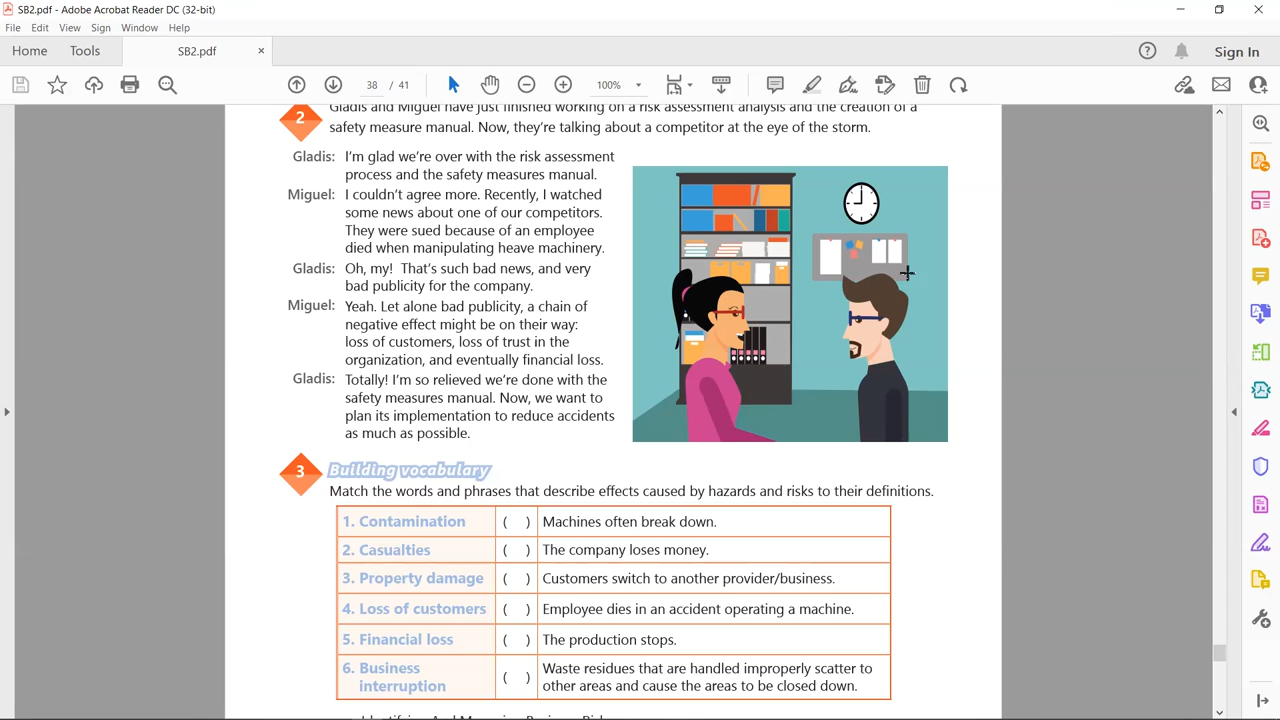 SB2.pdf - Adobe Acrobat Reader DC (32-bit)
File Edit View Sign Window Help
Home Tools SB2.pdf × ? Sign In
38 / 41 100%
2 Gladis and Miguel have just finished working on a risk assessment analysis and the creation of a
safety measure manual. Now, they're talking about a competitor at the eye of the storm.
Gladis: I'm glad we're over with the risk assessment
process and the safety measures manual.
Miguel: I couldn't agree more. Recently, I watched
some news about one of our competitors.
They were sued because of an employee
died when manipulating heave machinery.
Gladis: Oh, my! That's such bad news, and very
bad publicity for the company.
Miguel: Yeah. Let alone bad publicity, a chain of
negative effect might be on their way:
loss of customers, loss of trust in the
organization, and eventually financial loss.
Gladis: Totally! I'm so relieved we're done with the
safety measures manual. Now, we want to
plan its implementation to reduce accidents
as much as possible.
3 Building vocabulary
Match the words and phrases that describe effects caused by hazards and risks to their definitions.
1. Contamination ( ) Machines often break down.
2. Casualties ( ) The company loses money.
3. Property damage ( ) Customers switch to another provider/business.
4. Loss of customers ( ) Employee dies in an accident operating a machine.
5. Financial loss ( ) The production stops.
6. Business interruption ( ) Waste residues that are handled improperly scatter to
other areas and cause the areas to be closed down.
Identifying And Managing Business Risks